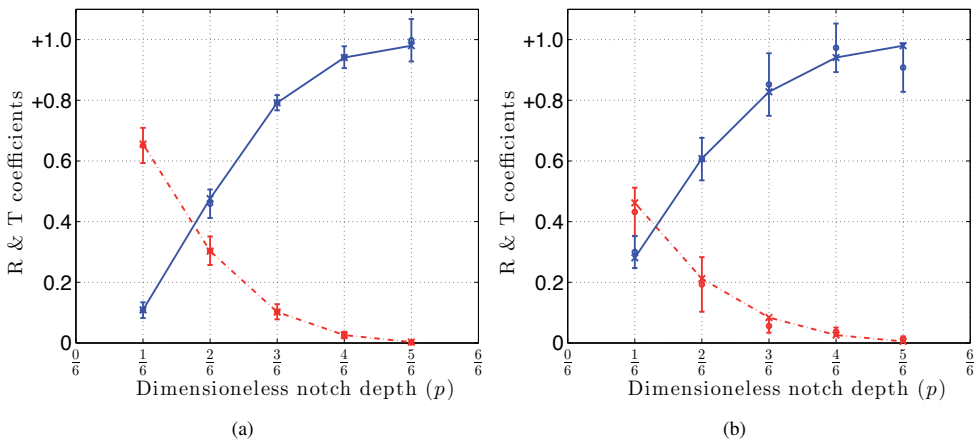 R & T coefficients
+1.0
+0.8
0.6
0.4
0.2
0
0/6 1/6 2/6 3/6 4/6 5/6 6/6
Dimensioneless notch depth (p)
(a)
R & T coefficients
+1.0
+0.8
0.6
0.4
0.2
0
0/6 1/6 2/6 3/6 4/6 5/6 6/6
Dimensioneless notch depth (p)
(b)